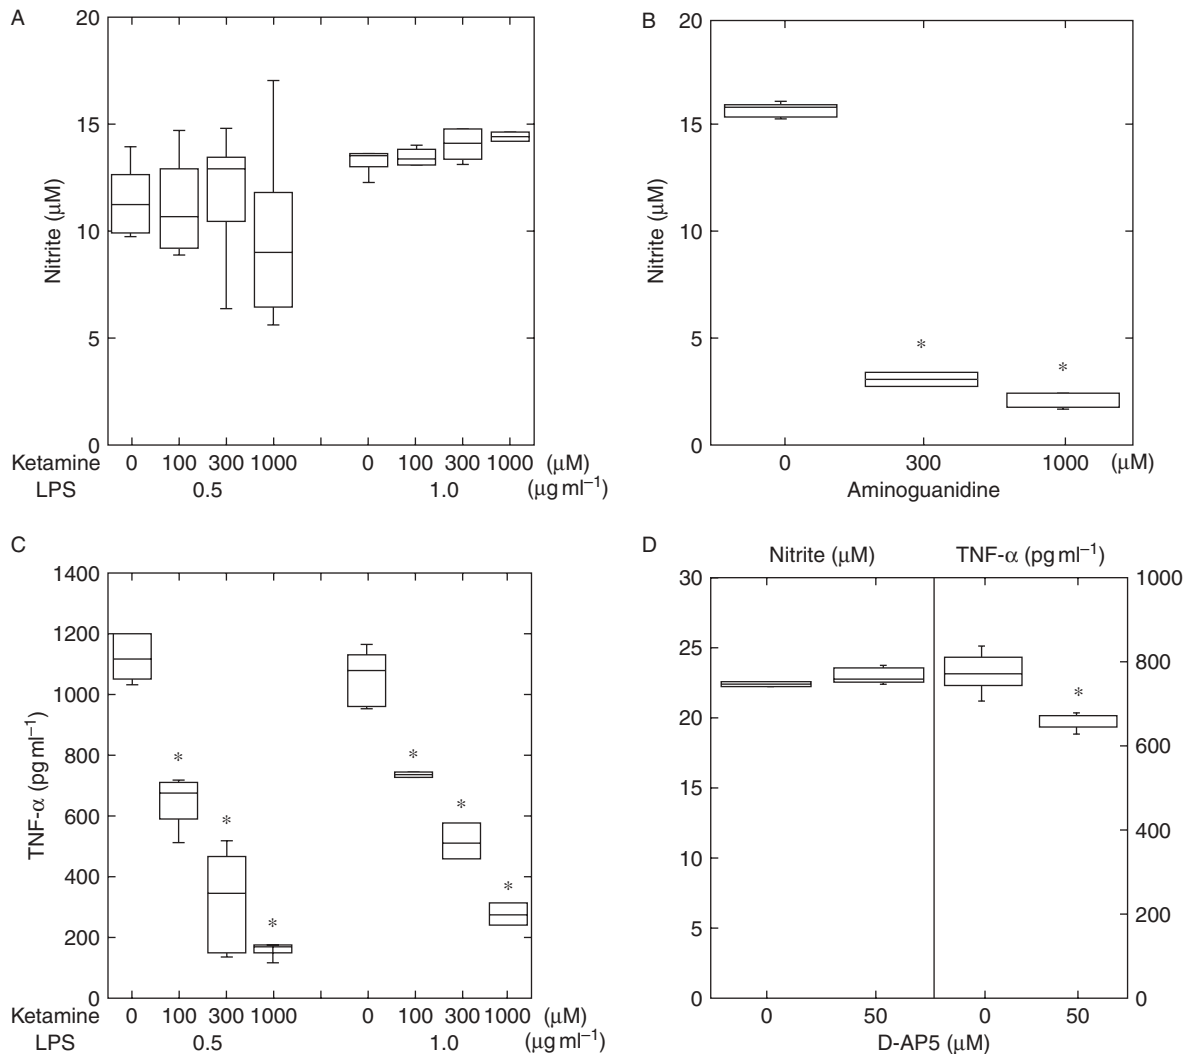 A
20
15
10
5
0
Nitrite (μM)
Ketamine 0 100 300 1000 0 100 300 1000 (μM)
LPS 0.5 1.0 (μg ml−1)
B
20
15
10
5
0
Nitrite (μM)
*
*
0 300 1000 (μM)
Aminoguanidine
C
1400
1200
1000
800
600
400
200
0
TNF-α (pg ml−1)
*
*
*
*
*
*
Ketamine 0 100 300 1000 0 100 300 1000 (μM)
LPS 0.5 1.0 (μg ml−1)
D
Nitrite (μM) TNF-α (pg ml−1)
30
25
20
15
10
5
0
*
1000
800
600
400
200
0
0 50 0 50
D-AP5 (μM)